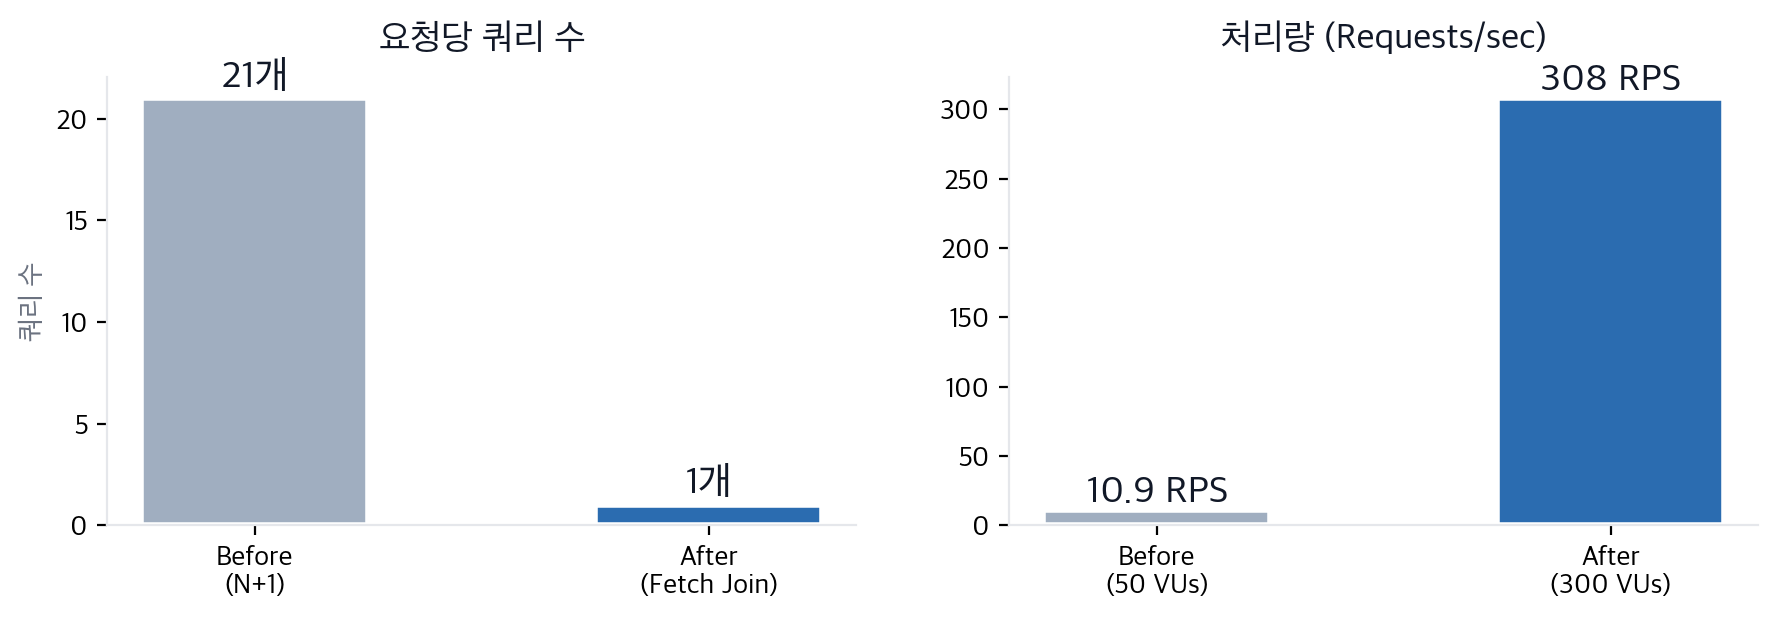 요청당 쿼리 수
21개
20
15
10
5
0
쿼리 수
1개
Before
(N+1)
After
(Fetch Join)
처리량 (Requests/sec)
308 RPS
300
250
200
150
100
50
0
10.9 RPS
Before
(50 VUs)
After
(300 VUs)